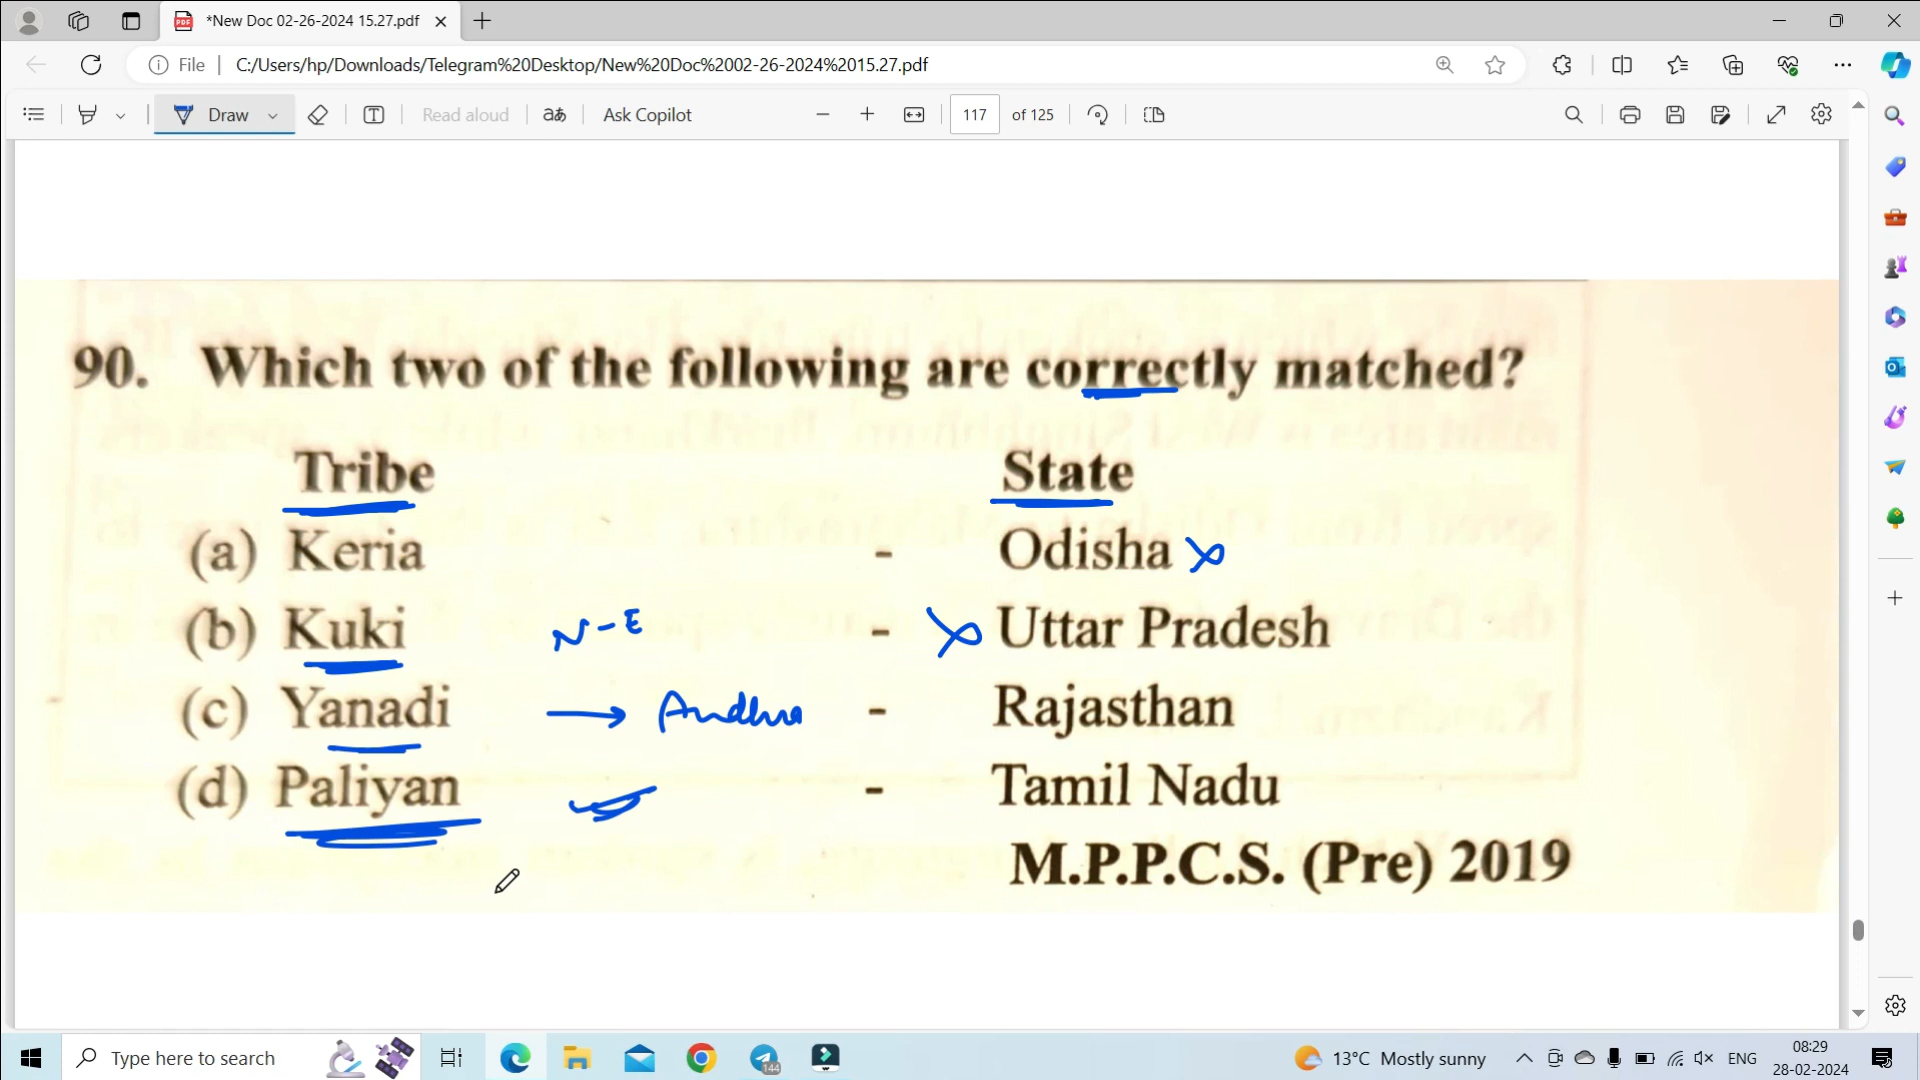 *New Doc 02-26-2024 15.27.pdf
File C:/Users/hp/Downloads/Telegram%20Desktop/New%20Doc%2002-26-2024%2015.27.pdf
Draw Read aloud aあ Ask Copilot 117 of 125
90. Which two of the following are correctly matched?
Tribe State
(a) Keria - Odisha
(b) Kuki N-E - Uttar Pradesh
(c) Yanadi → Andhra - Rajasthan
(d) Paliyan - Tamil Nadu
M.P.P.C.S. (Pre) 2019
Type here to search 144 13°C Mostly sunny ENG 08:29
28-02-2024